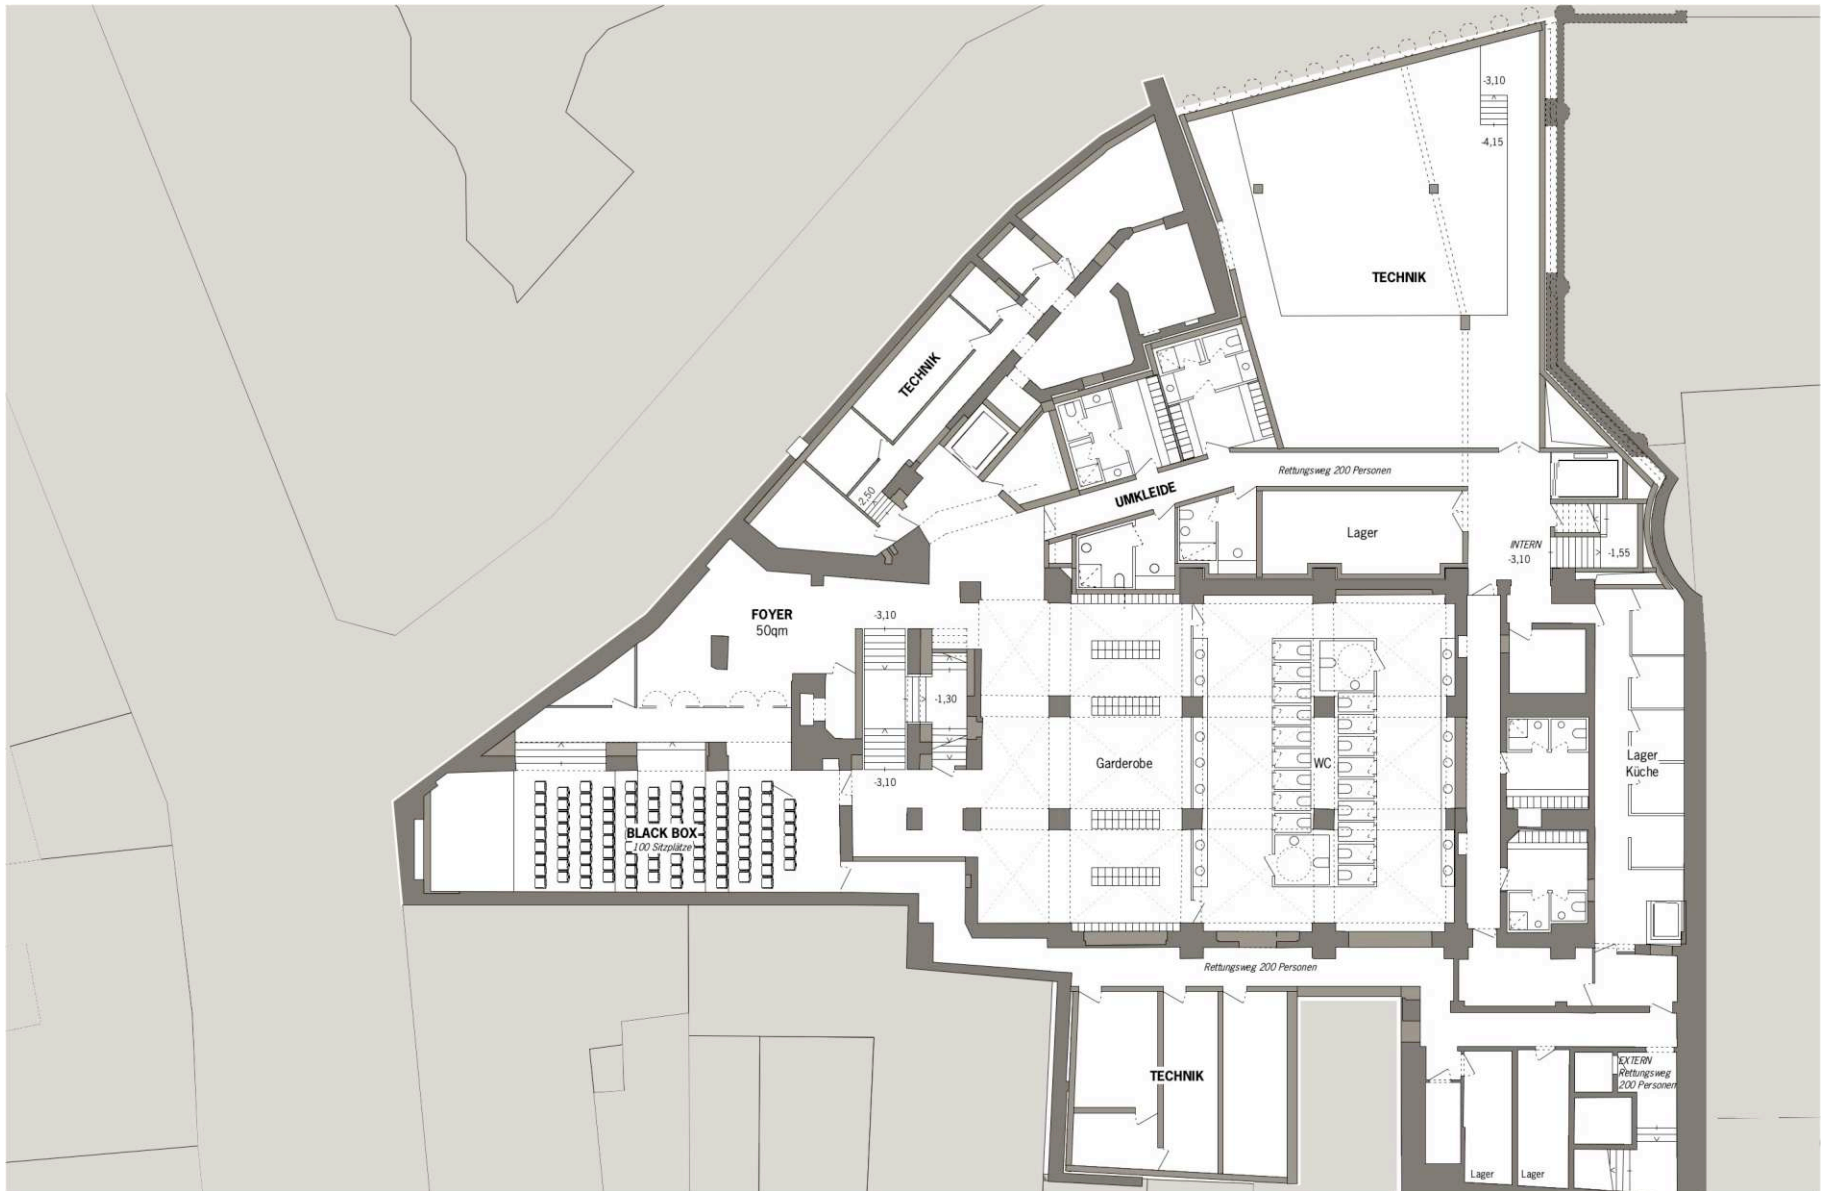 -3,10
-4,15
TECHNIK
TECHNIK
Rettungsweg 200 Personen
-2,50
UMKLEIDE
Lager
INTERN
-3,10
-1,55
FOYER
50qm
-3,10
-1,30
Garderobe
WC
Lager
Küche
-3,10
BLACK BOX
100 Sitzplätze
Rettungsweg 200 Personen
TECHNIK
EXTERN
Rettungsweg
200 Personen
Lager
Lager